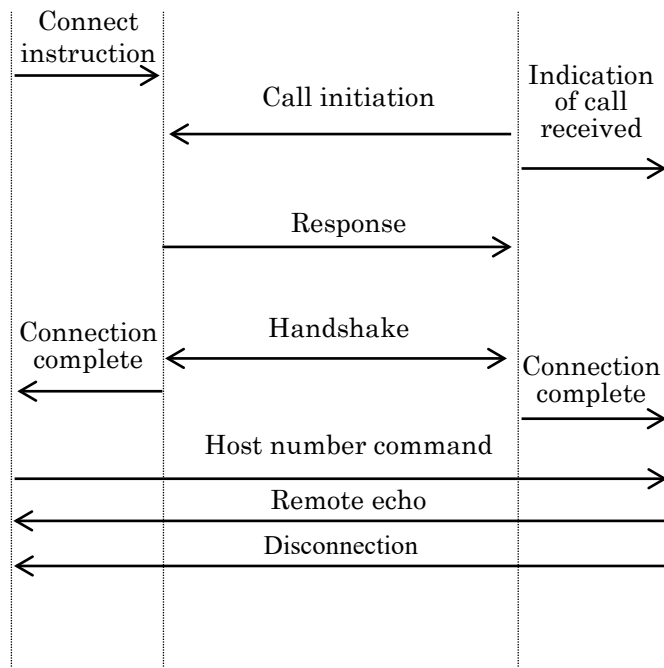 Connect
instruction
Call initiation
Indication
of call
received
Response
Handshake
Connection
complete
Connection
complete
Host number command
Remote echo
Disconnection